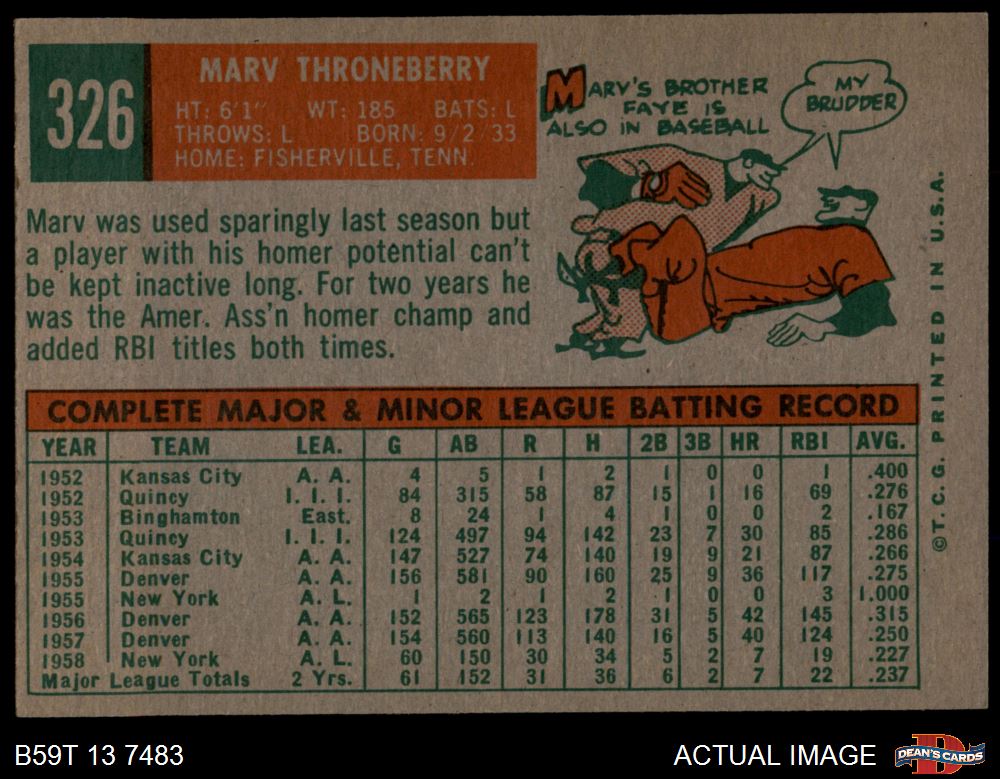 326
MARV THRONEBERRY
HT: 6'1" WT: 185 BATS: L
THROWS: L BORN: 9/2/33
HOME: FISHERVILLE, TENN.
MARV'S BROTHER
FAYE IS
ALSO IN BASEBALL
MY
BRUDDER
Marv was used sparingly last season but
a player with his homer potential can't
be kept inactive long. For two years he
was the Amer. Ass'n homer champ and
added RBI titles both times.
©T. C. G. PRINTED IN U.S.A.
COMPLETE MAJOR & MINOR LEAGUE BATTING RECORD
YEAR TEAM LEA. G AB R H 2B 3B HR RBI AVG.
1952 Kansas City A. A. 4 5 1 2 1 0 0 1 .400
1952 Quincy I. I. I. 84 315 58 87 15 1 16 69 .276
1953 Binghamton East. 8 24 1 4 1 0 0 2 .167
1953 Quincy I. I. I. 124 497 94 142 23 7 30 85 .286
1954 Kansas City A. A. 147 527 74 140 19 9 21 87 .266
1955 Denver A. A. 156 581 90 160 25 9 36 117 .275
1955 New York A. L. 1 2 1 2 1 0 0 3 1.000
1956 Denver A. A. 152 565 123 178 31 5 42 145 .315
1957 Denver A. A. 154 560 113 140 16 5 40 124 .250
1958 New York A. L. 60 150 30 34 5 2 7 19 .227
Major League Totals 2 Yrs. 61 152 31 36 6 2 7 22 .237
B59T 13 7483
ACTUAL IMAGE
DEAN'S CARDS